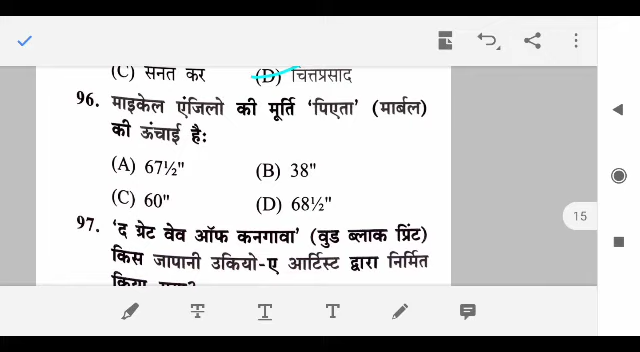 (C) सनत कर (D) चित्तप्रसाद
96. माइकेल एंजिलो की मूर्ति 'पिएता' (मार्बल)
की ऊंचाई है:
(A) 67½" (B) 38"
(C) 60" (D) 68½"
97. 'द ग्रेट वेव ऑफ कनगावा' (वुड ब्लाक प्रिंट)
किस जापानी उकियो-ए आर्टिस्ट द्वारा निर्मित
15